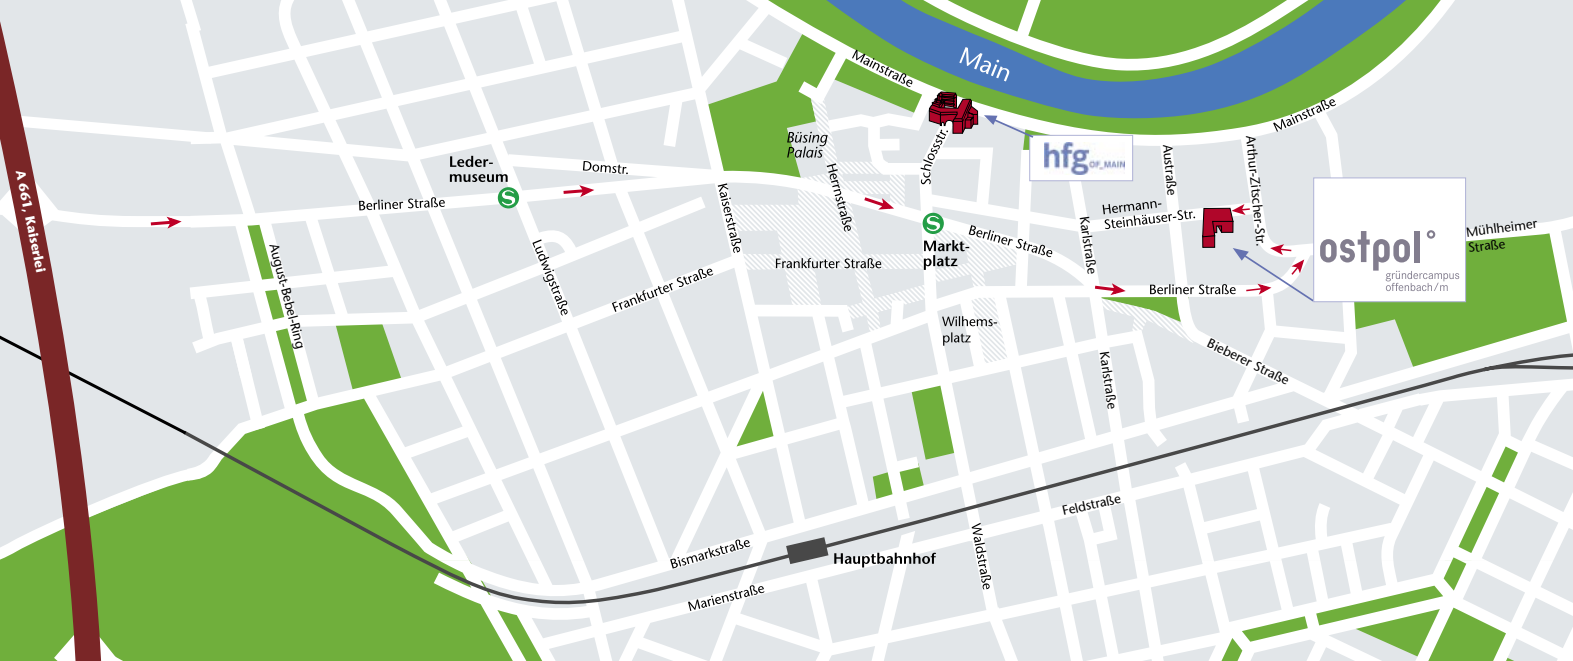 Main
Mainstraße
Mainstraße
A 661, Kaiserlei
Büsing
Palais
hfg
OF_MAIN
Schlossstr.
Leder-
museum
S
Domstr.
Berliner Straße
Herrnstraße
Kaiserstraße
S
Markt-
platz
Berliner Straße
Karlstraße
Austraße
Arthur-Zitscher-Str.
Hermann-
Steinhäuser-Str.
ostpol°
gründercampus
offenbach/m
Mühlheimer
Straße
August-Bebel-Ring
Ludwigstraße
Frankfurter Straße
Frankfurter Straße
Berliner Straße
Wilhems-
platz
Bieberer Straße
Karlstraße
Feldstraße
Bismarkstraße
Hauptbahnhof
Marienstraße
Waldstraße